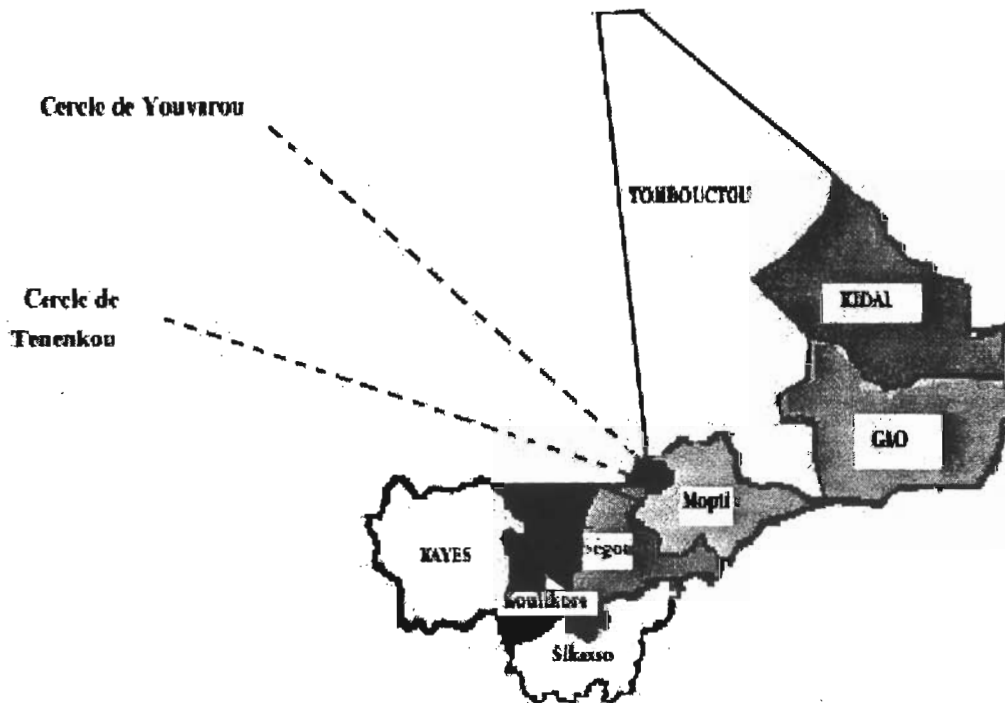 Cercle de Youvarou
TOMBOUCTOU
KIDAL
Cercle de
Tenenkou
GAO
Mopti
KAYES
Segou
Koulikoro
Sikasso